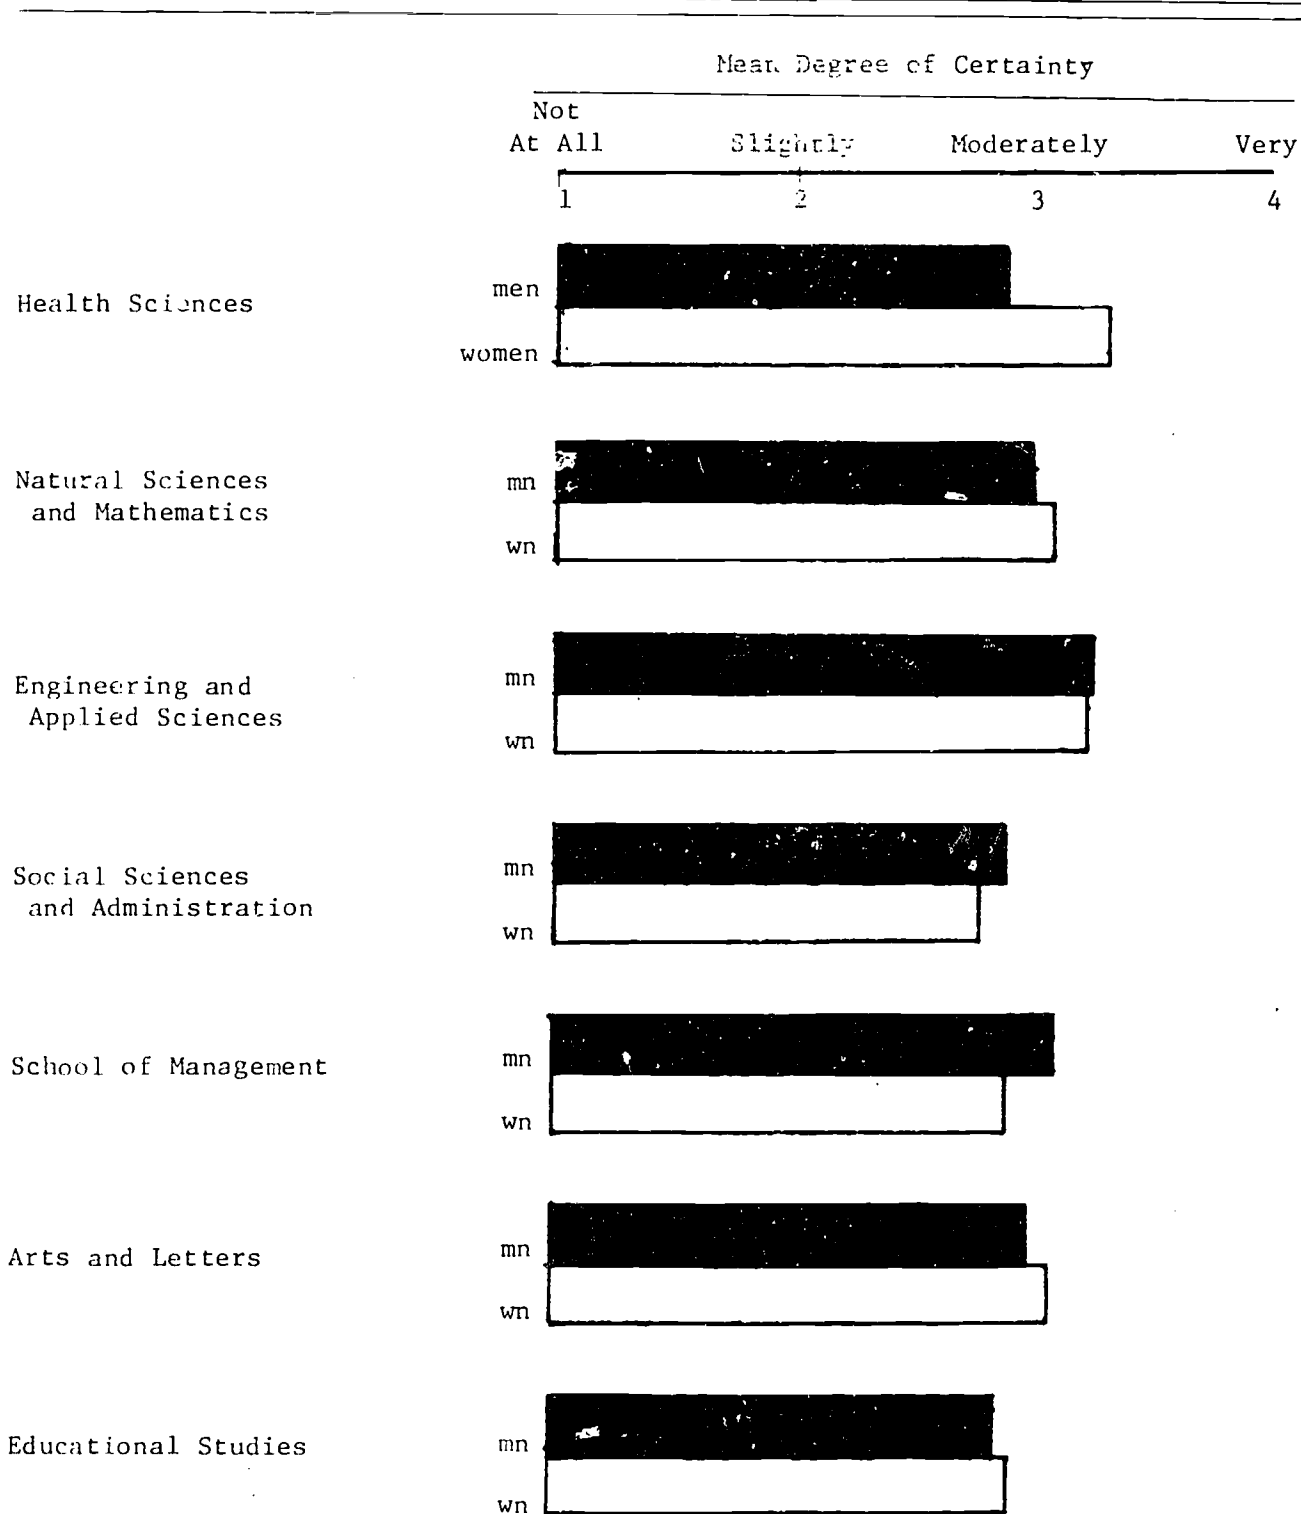 Mean Degree of Certainty
Not
At All Slightly Moderately Very
1 2 3 4
Health Sciences
men
women
Natural Sciences
and Mathematics
mn
wn
Engineering and
Applied Sciences
mn
wn
Social Sciences
and Administration
mn
wn
School of Management
mn
wn
Arts and Letters
mn
wn
Educational Studies
mn
wn